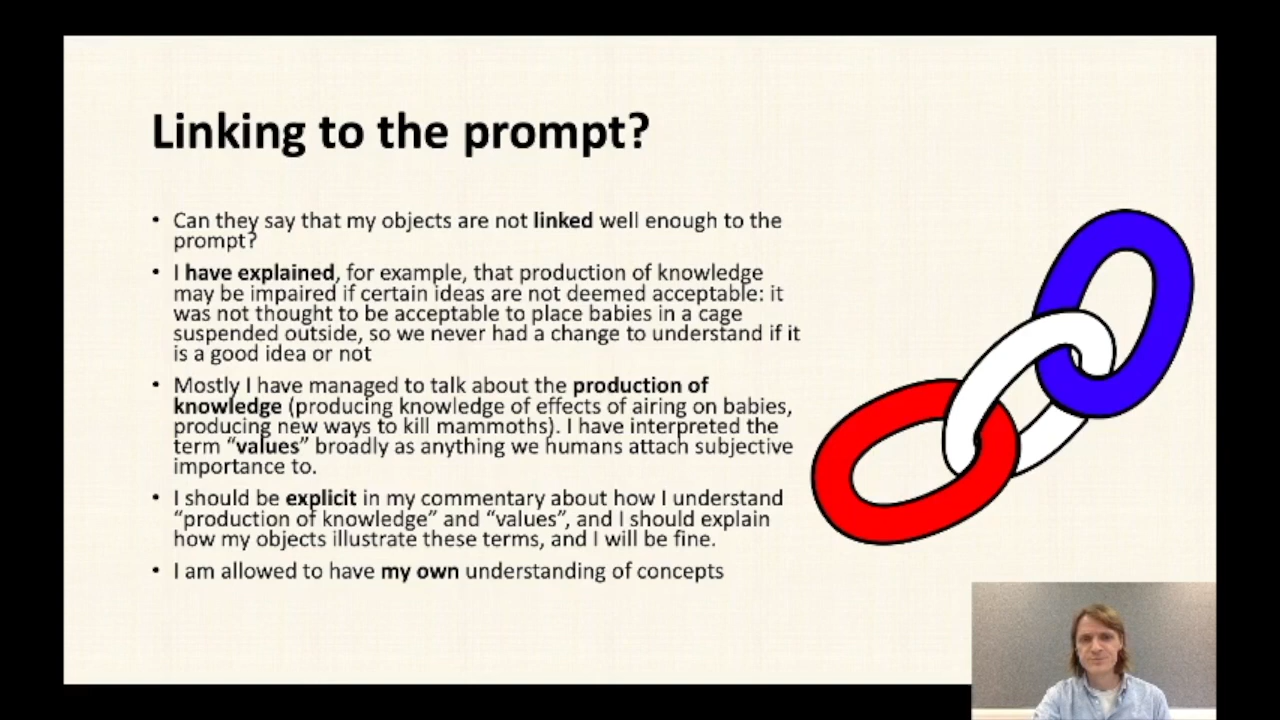 Linking to the prompt?
• Can they say that my objects are not linked well enough to the
prompt?
• I have explained, for example, that production of knowledge
may be impaired if certain ideas are not deemed acceptable: it
was not thought to be acceptable to place babies in a cage
suspended outside, so we never had a change to understand if it
is a good idea or not
• Mostly I have managed to talk about the production of
knowledge (producing knowledge of effects of airing on babies,
producing new ways to kill mammoths). I have interpreted the
term “values” broadly as anything we humans attach subjective
importance to.
• I should be explicit in my commentary about how I understand
“production of knowledge” and “values”, and I should explain
how my objects illustrate these terms, and I will be fine.
• I am allowed to have my own understanding of concepts